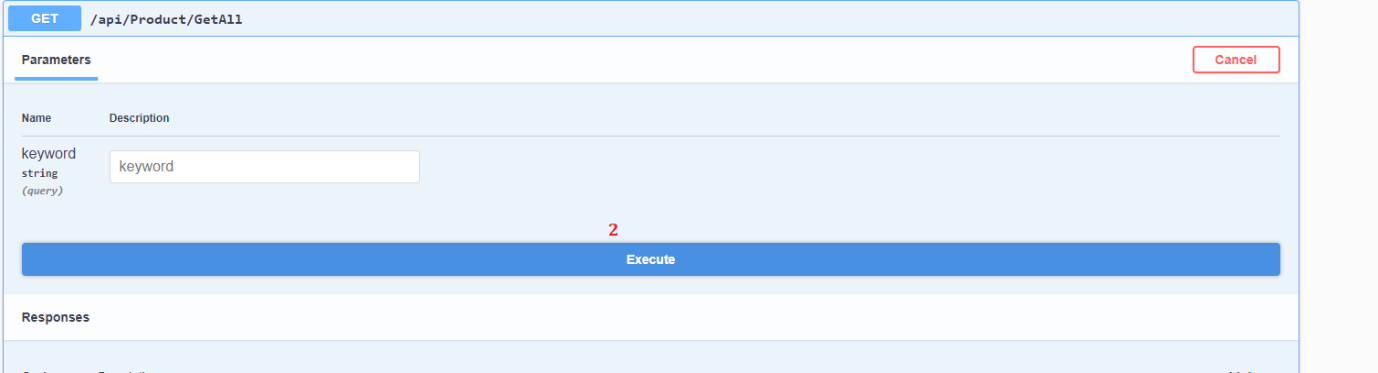 GET /api/Product/GetAll
Parameters Cancel
Name Description
keyword
string
(query)
keyword
2
Execute
Responses